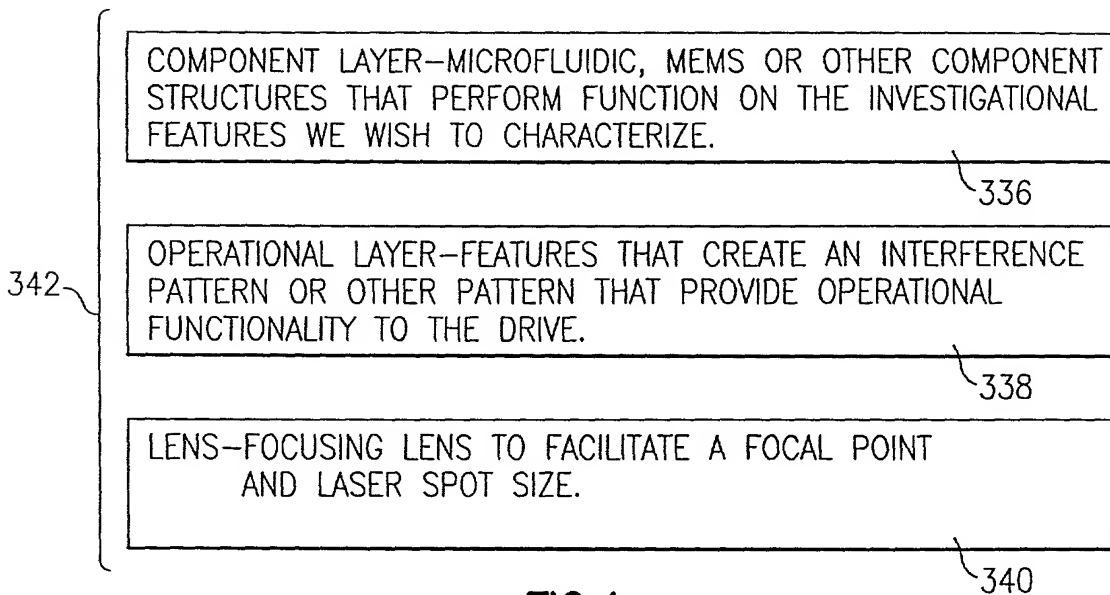 COMPONENT LAYER–MICROFLUIDIC, MEMS OR OTHER COMPONENT
STRUCTURES THAT PERFORM FUNCTION ON THE INVESTIGATIONAL
FEATURES WE WISH TO CHARACTERIZE.
336
OPERATIONAL LAYER–FEATURES THAT CREATE AN INTERFERENCE
PATTERN OR OTHER PATTERN THAT PROVIDE OPERATIONAL
FUNCTIONALITY TO THE DRIVE.
342
338
LENS–FOCUSING LENS TO FACILITATE A FOCAL POINT
AND LASER SPOT SIZE.
340